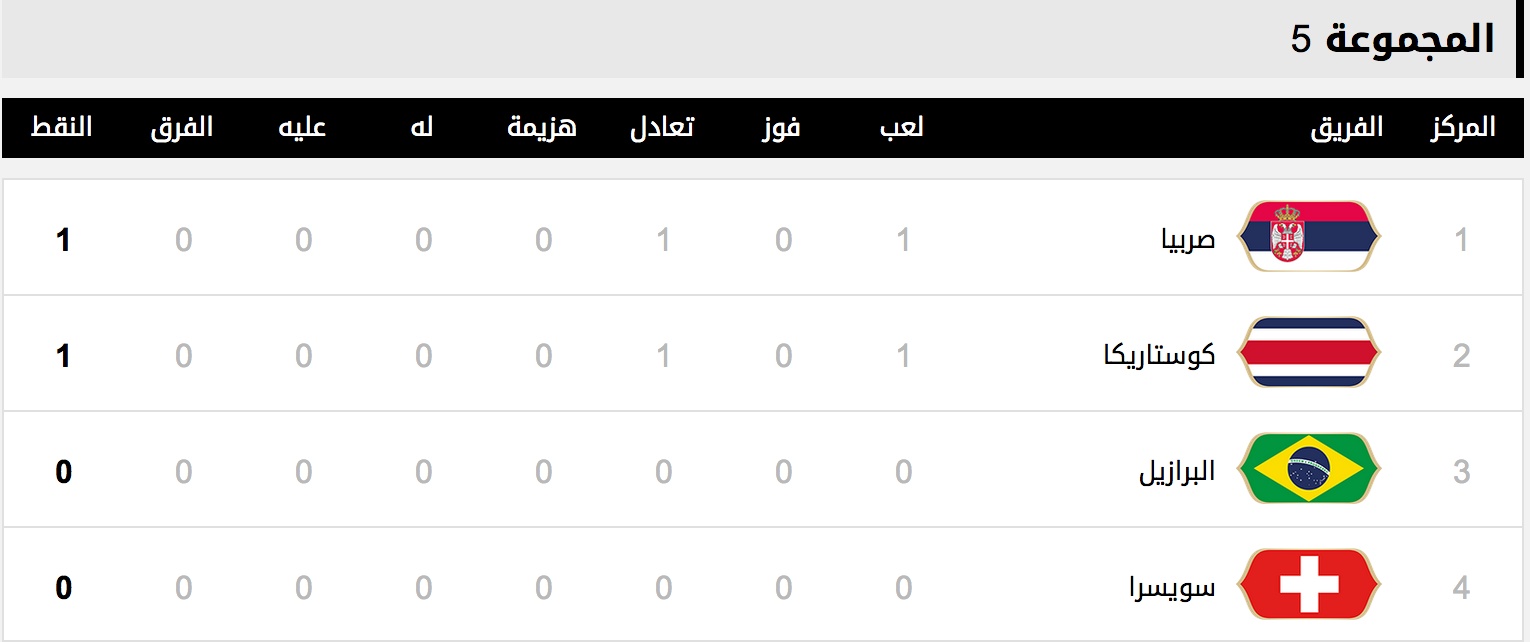 المجموعة 5
المركز الفريق لعب فوز تعادل هزيمة له عليه الفرق النقط
1 صربيا 1 0 1 0 0 0 0 1
2 كوستاريكا 1 0 1 0 0 0 0 1
3 البرازيل 0 0 0 0 0 0 0 0
4 سويسرا 0 0 0 0 0 0 0 0